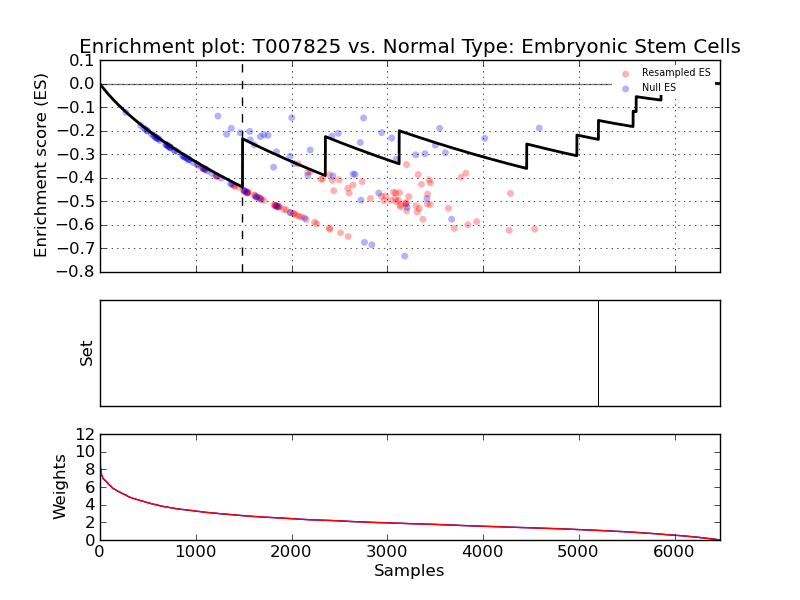 Enrichment plot: T007825 vs. Normal Type: Embryonic Stem Cells
Enrichment score (ES)
0.1
0.0
−0.1
−0.2
−0.3
−0.4
−0.5
−0.6
−0.7
−0.8
Resampled ES
Null ES
Set
Weights
12
10
8
6
4
2
0
0 1000 2000 3000 4000 5000 6000
Samples